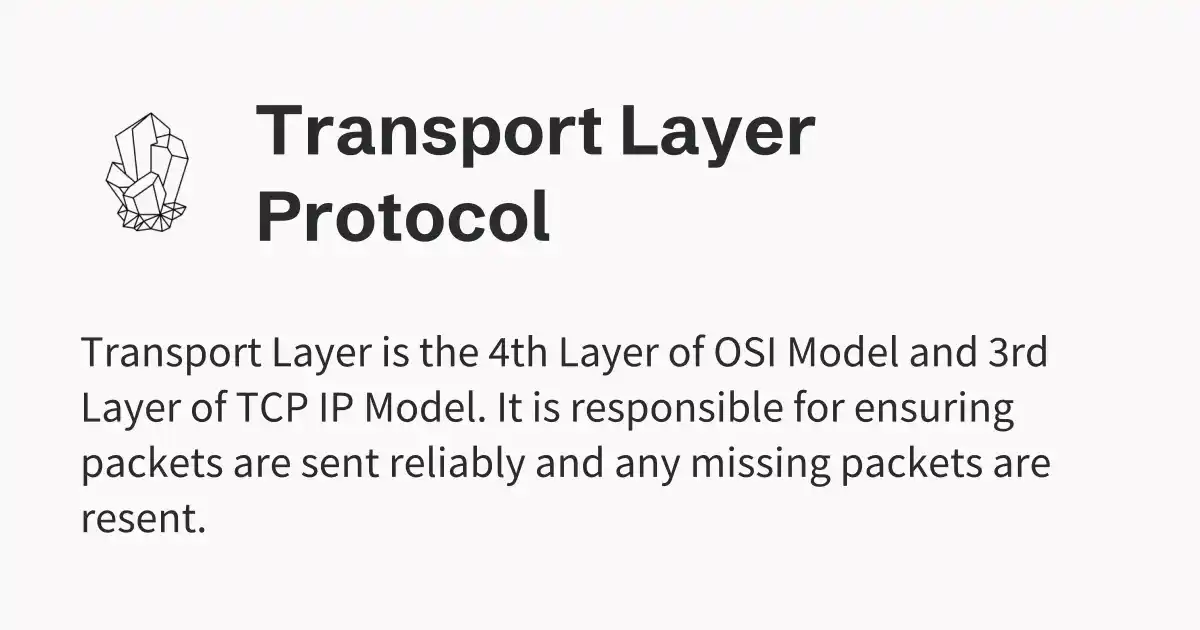 Transport Layer
Protocol
Transport Layer is the 4th Layer of OSI Model and 3rd
Layer of TCP IP Model. It is responsible for ensuring
packets are sent reliably and any missing packets are
resent.